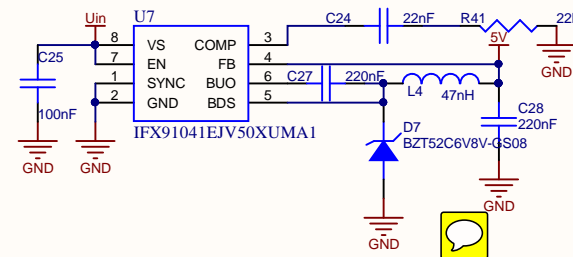 Uin
U7
C24
22nF
R41
22
5V
8
VS
COMP
3
C25
7
EN
FB
4
1
SYNC
BUO
6
C27
220nF
2
GND
BDS
5
L4
47nH
GND
100nF
IFX91041EJV50XUMA1
C28
220nF
D7
BZT52C6V8V-GS08
GND
GND
GND
GND